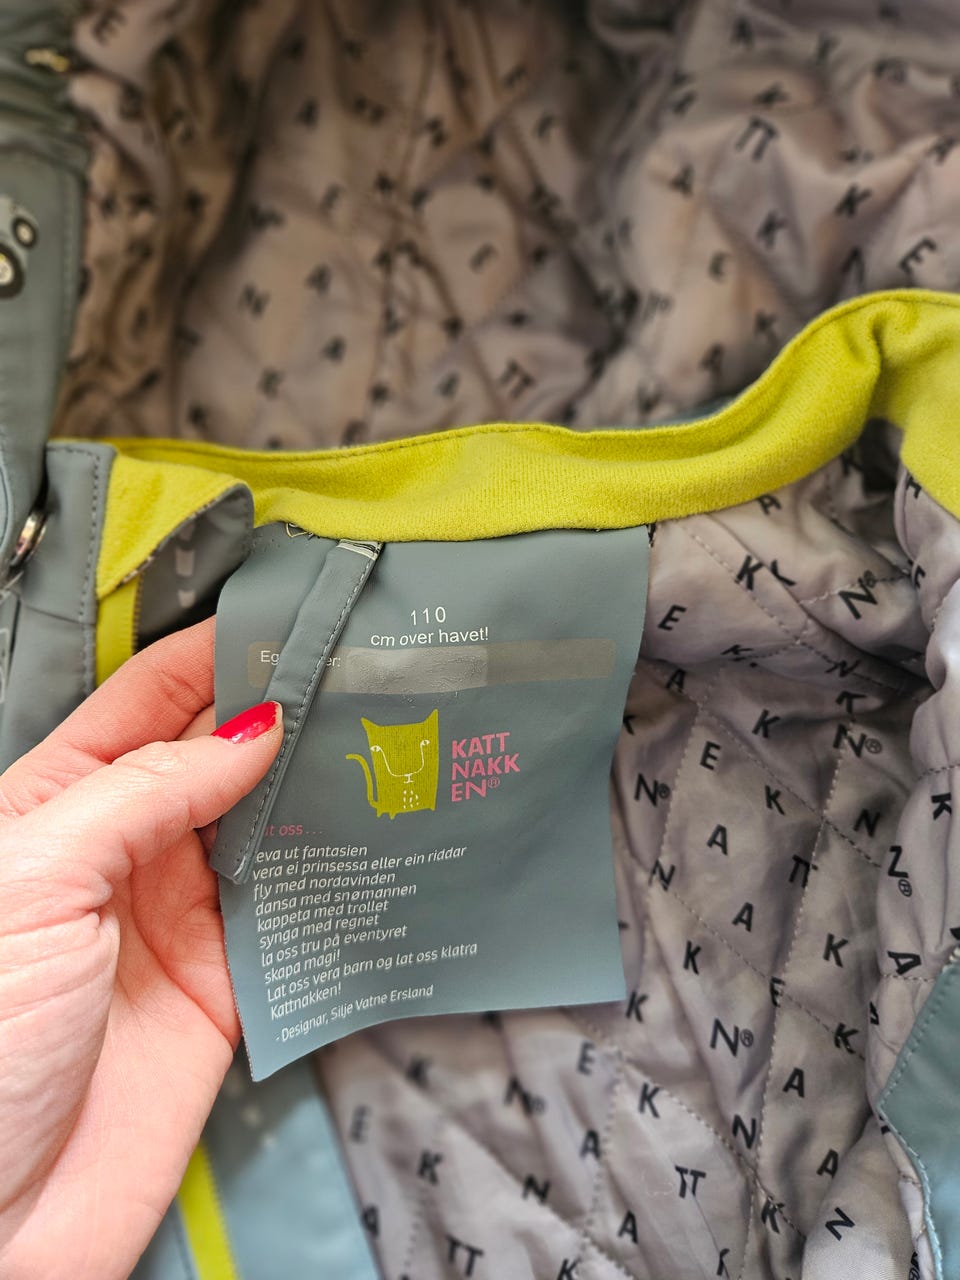 110
cm over havet!
KATT
NAKK
EN®
oss...
eva ut fantasien
vera ei prinsessa eller ein riddar
fly med nordavinden
dansa med snømannen
kappeta med trollet
synga med regnet
la oss tru på eventyret
skapa magi!
Lat oss vera barn og lat oss klatra
Kattnakken!
- Designar, Silje Vatne Ersland